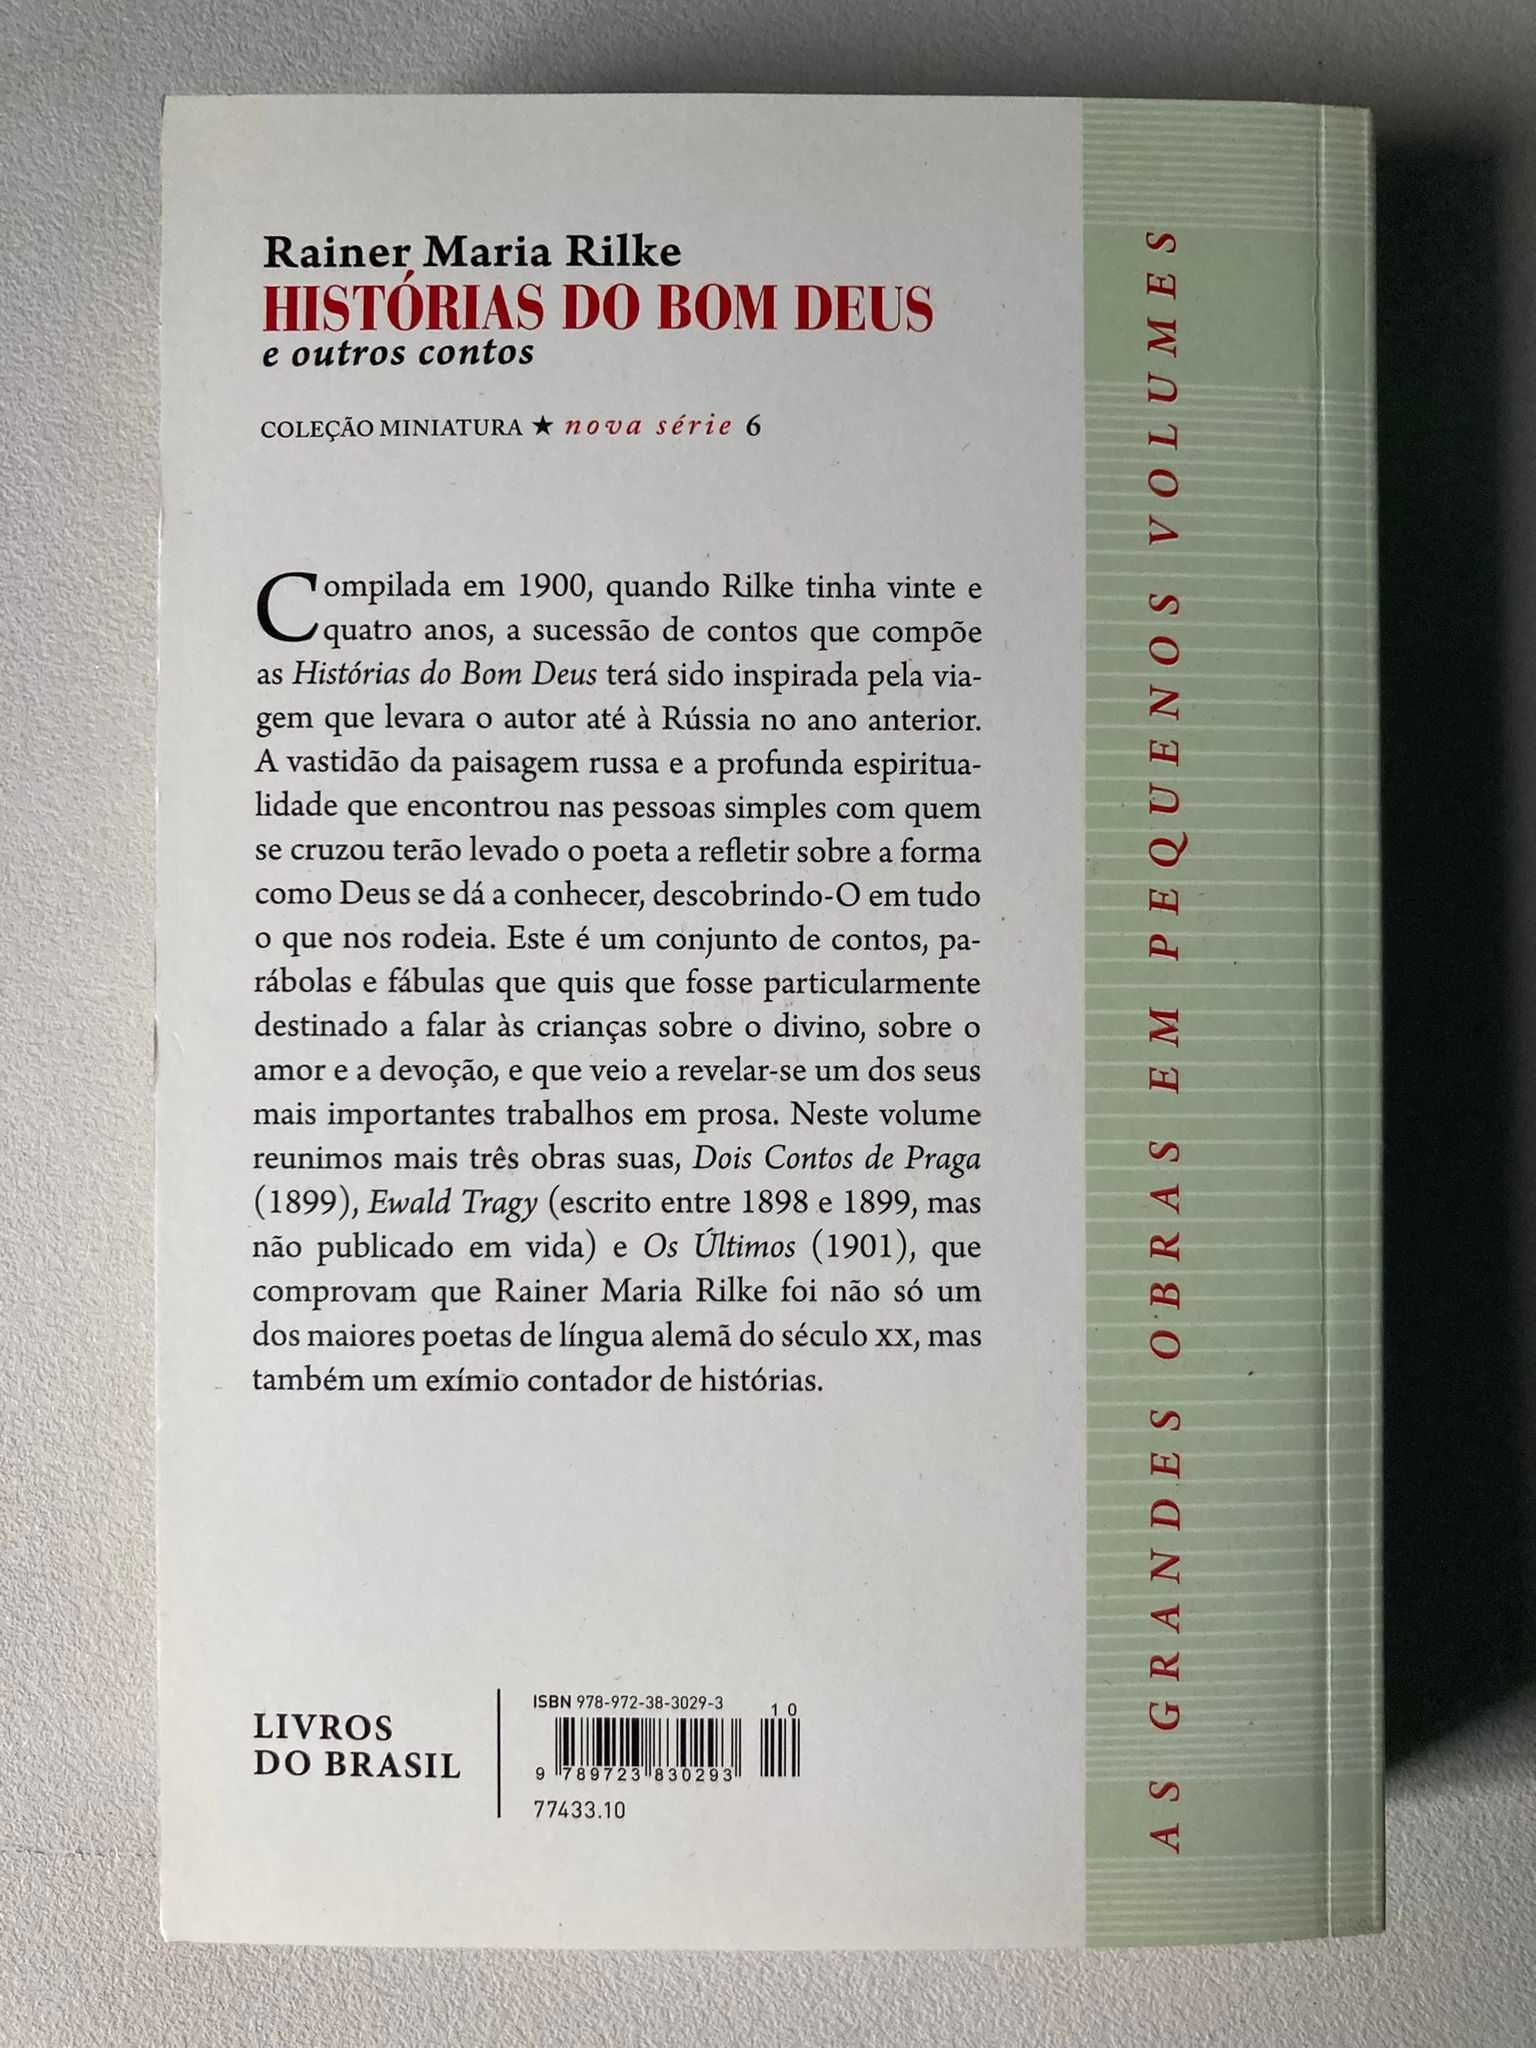 Rainer Maria Rilke
HISTÓRIAS DO BOM DEUS
e outros contos
COLEÇÃO MINIATURA ★ nova série 6
Compilada em 1900, quando Rilke tinha vinte e
quatro anos, a sucessão de contos que compõe
as Histórias do Bom Deus terá sido inspirada pela via-
gem que levara o autor até à Rússia no ano anterior.
A vastidão da paisagem russa e a profunda espiritua-
lidade que encontrou nas pessoas simples com quem
se cruzou terão levado o poeta a refletir sobre a forma
como Deus se dá a conhecer, descobrindo-O em tudo
o que nos rodeia. Este é um conjunto de contos, pa-
rábolas e fábulas que quis que fosse particularmente
destinado a falar às crianças sobre o divino, sobre o
amor e a devoção, e que veio a revelar-se um dos seus
mais importantes trabalhos em prosa. Neste volume
reunimos mais três obras suas, Dois Contos de Praga
(1899), Ewald Tragy (escrito entre 1898 e 1899, mas
não publicado em vida) e Os Últimos (1901), que
comprovam que Rainer Maria Rilke foi não só um
dos maiores poetas de língua alemã do século XX, mas
também um exímio contador de histórias.
LIVROS
DO BRASIL
ISBN 978-972-38-3029-3
10
9 789723 830293
77433.10
AS GRANDES OBRAS EM PEQUENOS VOLUMES